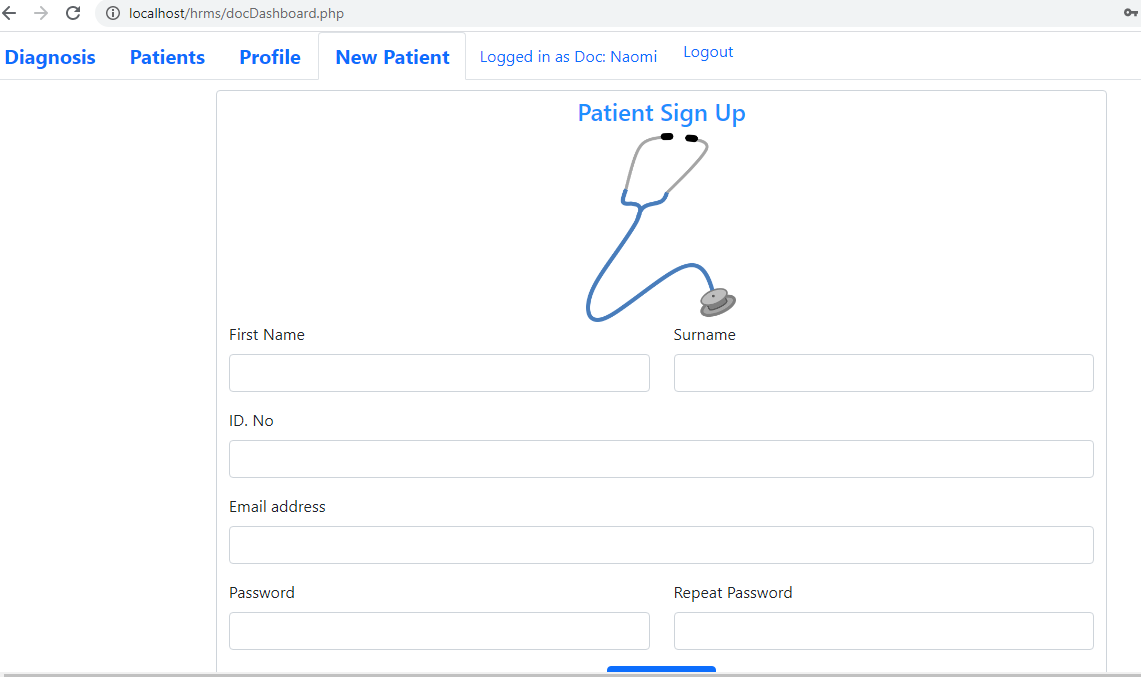 localhost/hrms/docDashboard.php
Diagnosis Patients Profile New Patient Logged in as Doc: Naomi Logout
Patient Sign Up
First Name Surname
ID. No
Email address
Password Repeat Password